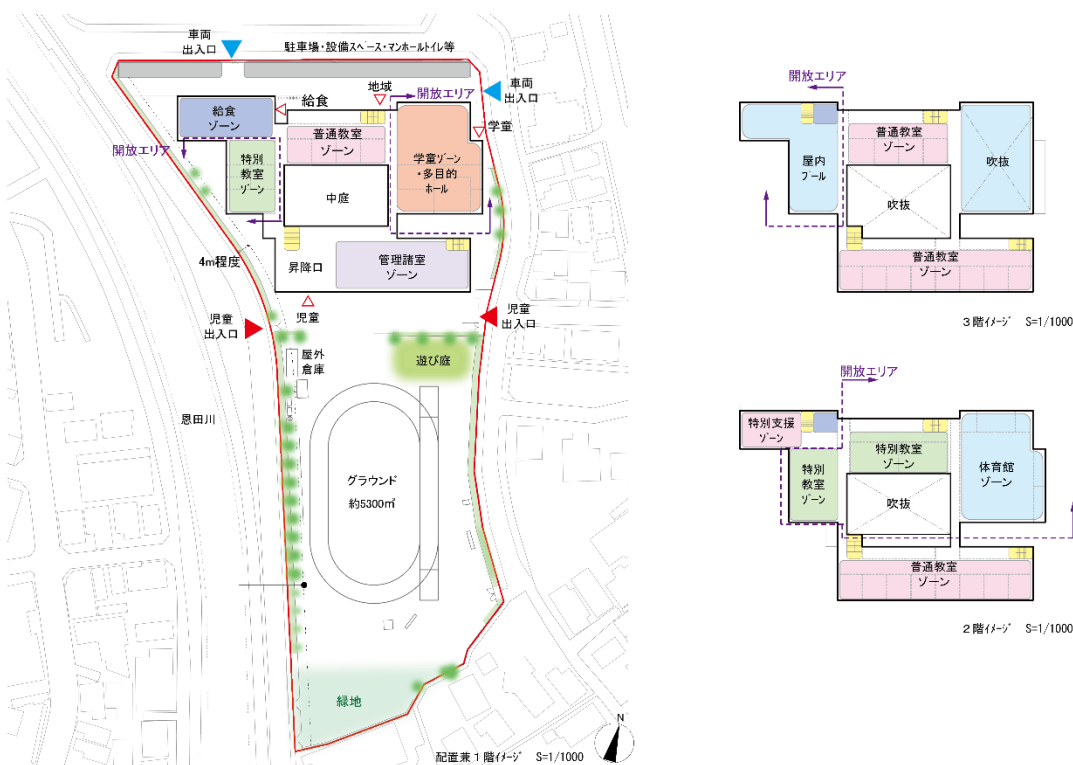 車両
出入口
駐車場・設備スペース・マンホールトイレ等
車両
出入口
地域
開放エリア
給食
学童
給食
ゾーン
普通教室
ゾーン
開放エリア
特別
教室
ゾーン
学童ゾーン
・多目的
ホール
中庭
4m程度
昇降口
管理諸室
ゾーン
児童
児童
出入口
児童
出入口
屋外
倉庫
遊び庭
恩田川
グラウンド
約5300㎡
緑地
N
配置兼1階イメージ S=1/1000
開放エリア
普通教室
ゾーン
屋内
プール
吹抜
吹抜
普通教室
ゾーン
3階イメージ S=1/1000
開放エリア
特別支援
ゾーン
特別教室
ゾーン
特別
教室
ゾーン
体育館
ゾーン
吹抜
普通教室
ゾーン
2階イメージ S=1/1000